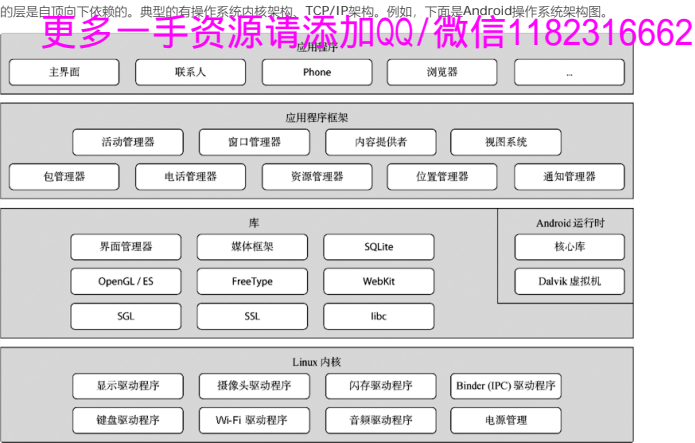 的层是自顶向下依赖的。典型的有操作系统内核架构、TCP/IP架构。例如，下面是Android操作系统架构图。
更多一手资源请添加QQ/微信1182316662
应用程序
主界面 联系人 Phone 浏览器 ...
应用程序框架
活动管理器 窗口管理器 内容提供者 视图系统
包管理器 电话管理器 资源管理器 位置管理器 通知管理器
库 Android 运行时
界面管理器 媒体框架 SQLite 核心库
OpenGL / ES FreeType WebKit Dalvik 虚拟机
SGL SSL libc
Linux 内核
显示驱动程序 摄像头驱动程序 闪存驱动程序 Binder (IPC) 驱动程序
键盘驱动程序 Wi-Fi 驱动程序 音频驱动程序 电源管理